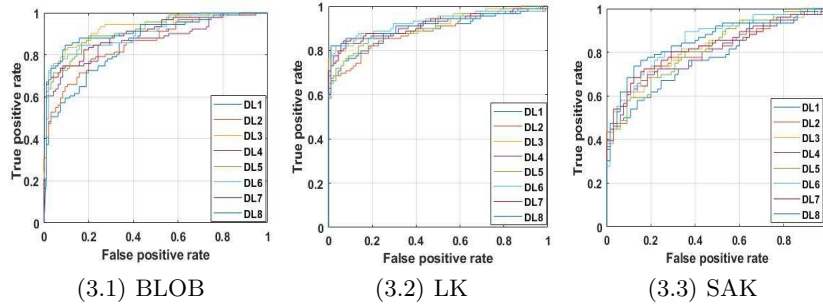 True positive rate
1
0.8
0.6
0.4
0.2
0
0 0.2 0.4 0.6 0.8 1
False positive rate
DL1
DL2
DL3
DL4
DL5
DL6
DL7
DL8
(3.1) BLOB
True positive rate
1
0.8
0.6
0.4
0.2
0
0 0.2 0.4 0.6 0.8 1
False positive rate
DL1
DL2
DL3
DL4
DL5
DL6
DL7
DL8
(3.2) LK
True positive rate
1
0.8
0.6
0.4
0.2
0
0 0.2 0.4 0.6 0.8
False positive rate
DL1
DL2
DL3
DL4
DL5
DL6
DL7
DL8
(3.3) SAK